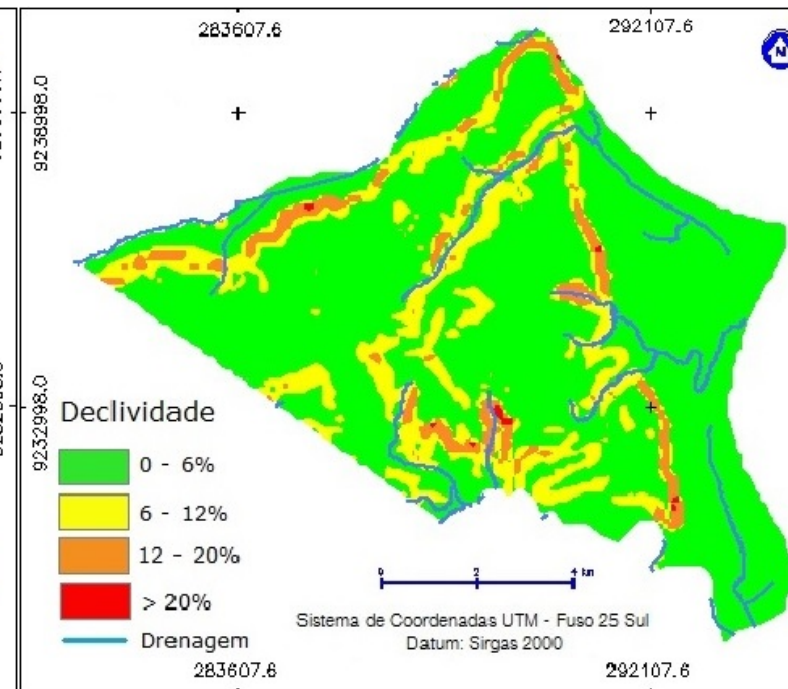 283607.6
292107.6
N
9238998.0
9232998.0
Declividade
0 - 6%
6 - 12%
12 - 20%
> 20%
Drenagem
0 2 4 km
Sistema de Coordenadas UTM - Fuso 25 Sul
Datum: Sirgas 2000
283607.6
292107.6